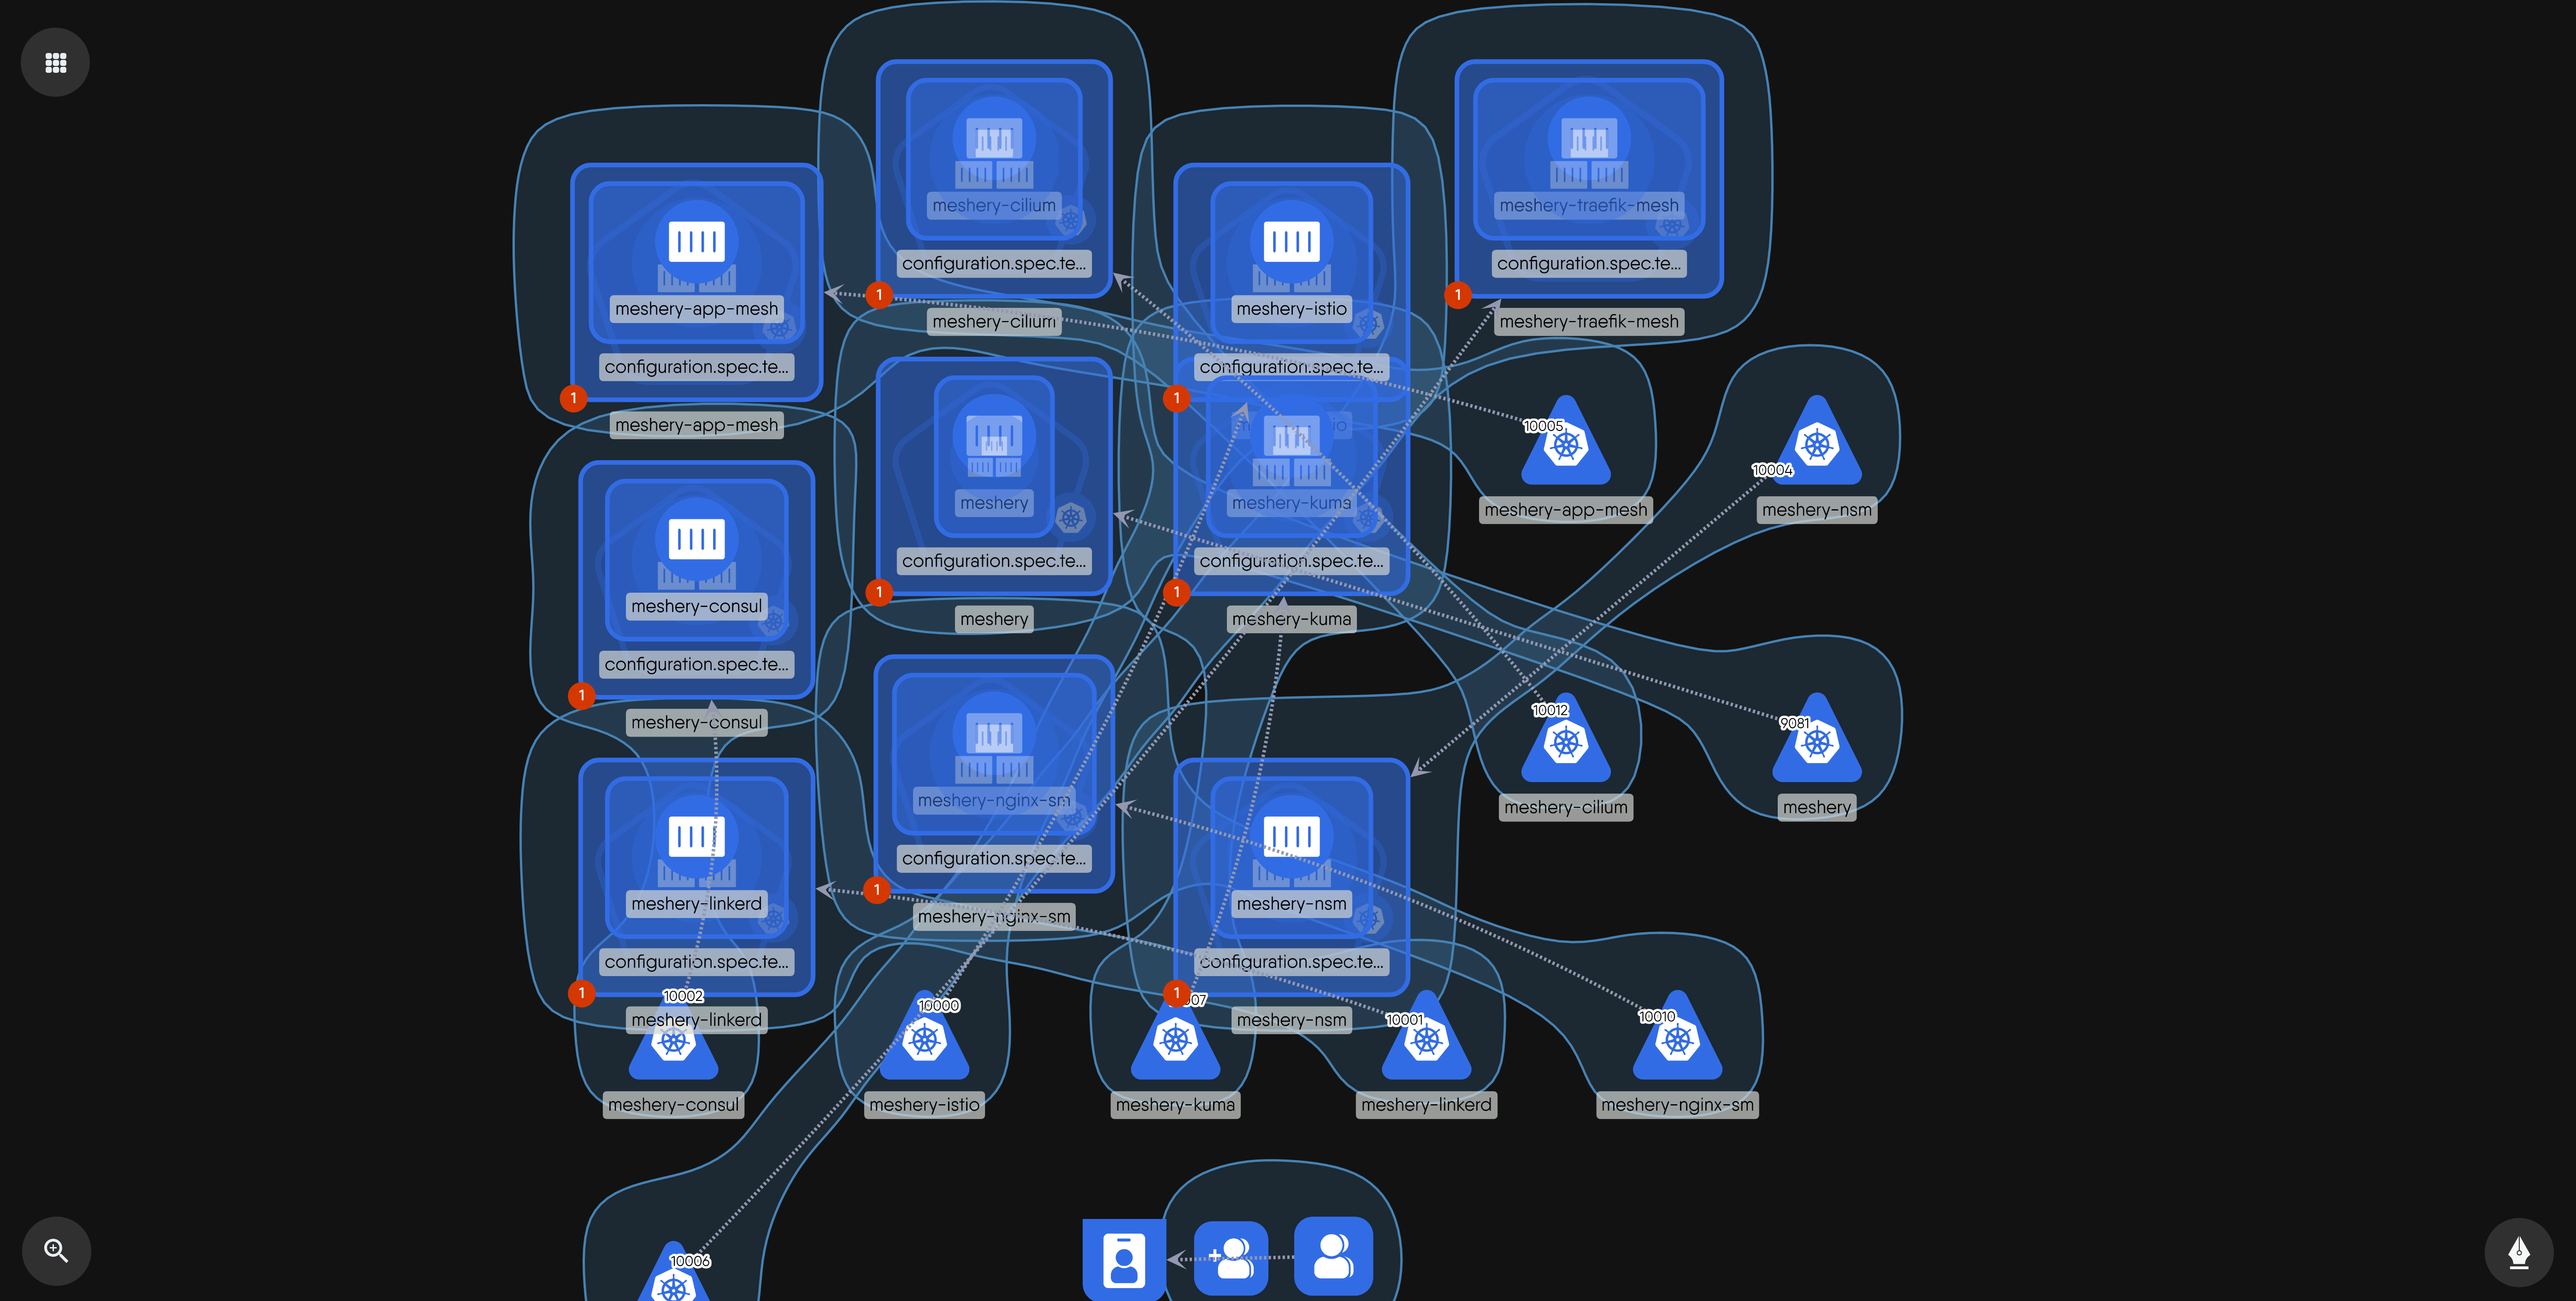 meshery-cilium
configuration.spec.te...
1
meshery-cilium
meshery-traefik-mesh
configuration.spec.te...
1
meshery-traefik-mesh
meshery-app-mesh
configuration.spec.te...
1
meshery-app-mesh
meshery-istio
configuration.spec.te...
1
meshery
configuration.spec.te...
1
meshery
meshery-kuma
configuration.spec.te...
1
meshery-kuma
10005
meshery-app-mesh
10004
meshery-nsm
meshery-consul
configuration.spec.te...
1
meshery-consul
10012
meshery-cilium
9081
meshery
meshery-nginx-sm
configuration.spec.te...
1
meshery-nginx-sm
meshery-linkerd
configuration.spec.te...
1
meshery-linkerd
meshery-nsm
configuration.spec.te...
1
meshery-nsm
10002
meshery-consul
10000
meshery-istio
meshery-kuma
10001
meshery-linkerd
10010
meshery-nginx-sm
10006